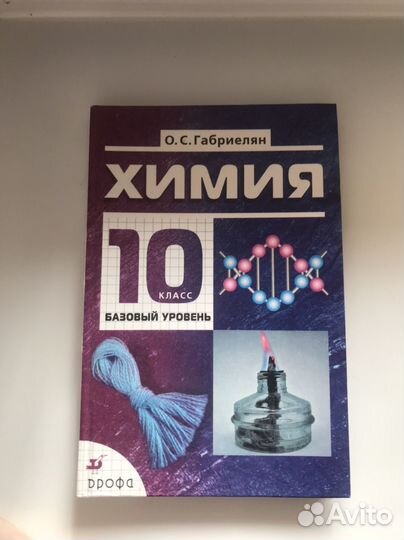 О. С. Габриелян
ХИМИЯ
10
КЛАСС
БАЗОВЫЙ УРОВЕНЬ
дрофа
Avito